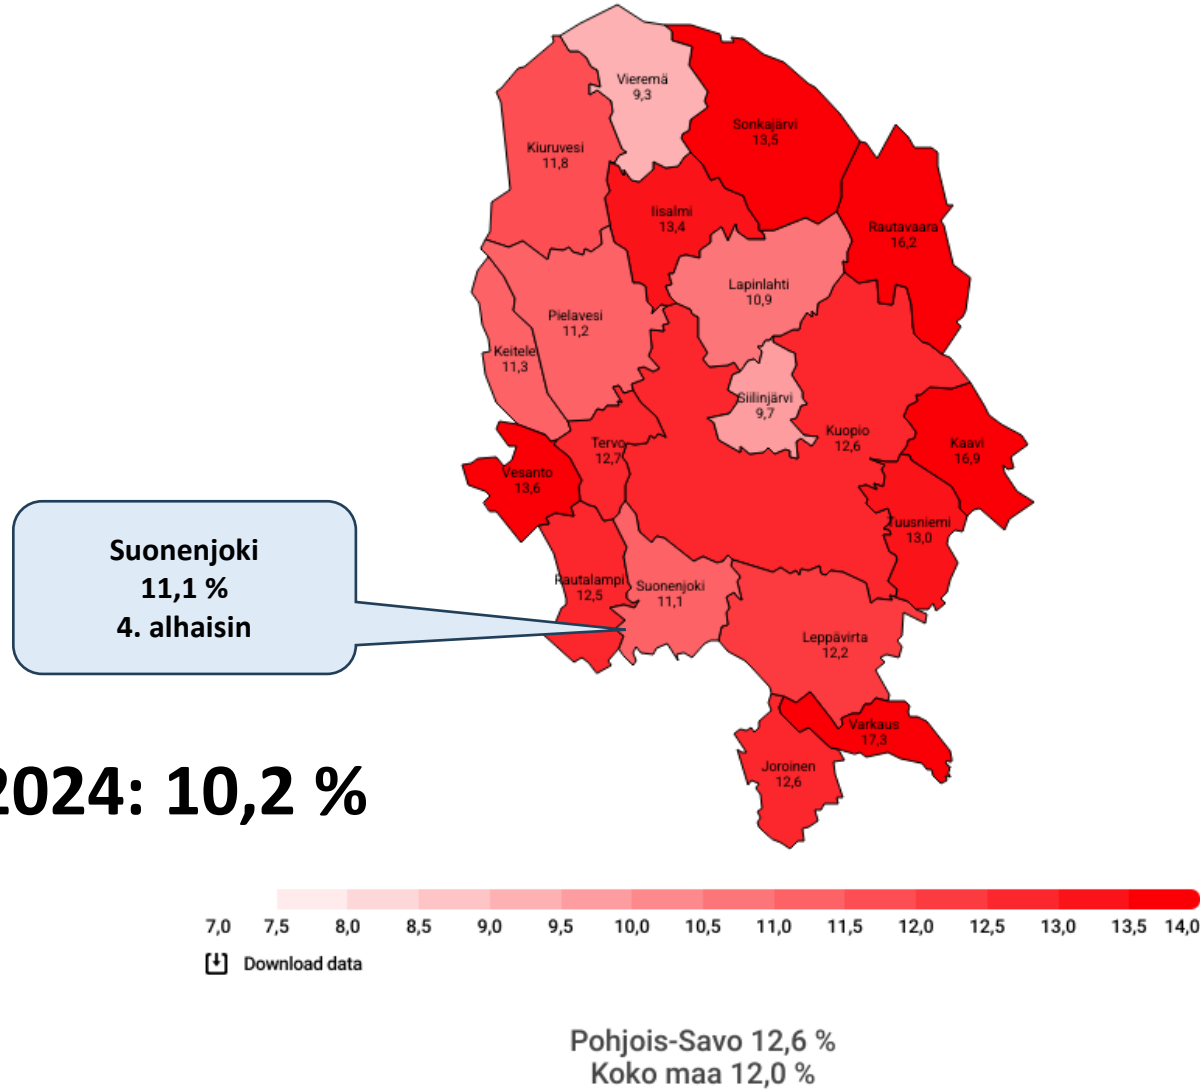 Vieremä
9,3
Sonkajärvi
13,5
Kiuruvesi
11,8
Iisalmi
13,4
Rautavaara
16,2
Lapinlahti
10,9
Pielavesi
11,2
Keitele
11,3
Siilinjärvi
9,7
Kuopio
12,6
Tervo
12,7
Kaavi
16,9
Vesanto
13,6
Tuusniemi
13,0
Suonenjoki
11,1 %
4. alhaisin
Rautalampi
12,5
Suonenjoki
11,1
Leppävirta
12,2
Varkaus
17,3
Joroinen
12,6
2024: 10,2 %
7,0 7,5 8,0 8,5 9,0 9,5 10,0 10,5 11,0 11,5 12,0 12,5 13,0 13,5 14,0
Download data
Pohjois-Savo 12,6 %
Koko maa 12,0 %